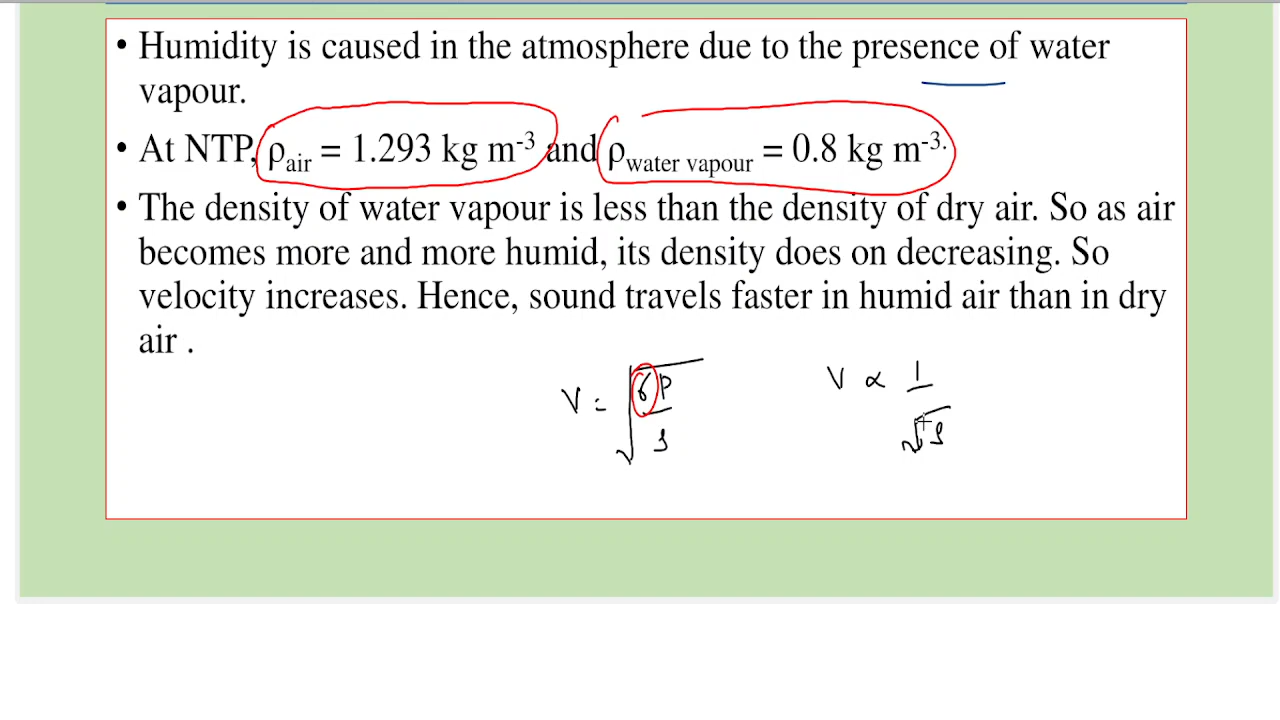 • Humidity is caused in the atmosphere due to the presence of water
vapour.
• At NTP, ρair = 1.293 kg m-3 and ρwater vapour = 0.8 kg m-3.
• The density of water vapour is less than the density of dry air. So as air
becomes more and more humid, its density does on decreasing. So
velocity increases. Hence, sound travels faster in humid air than in dry
air .
V = √(γP/ρ)
V ∝ 1/√ρ